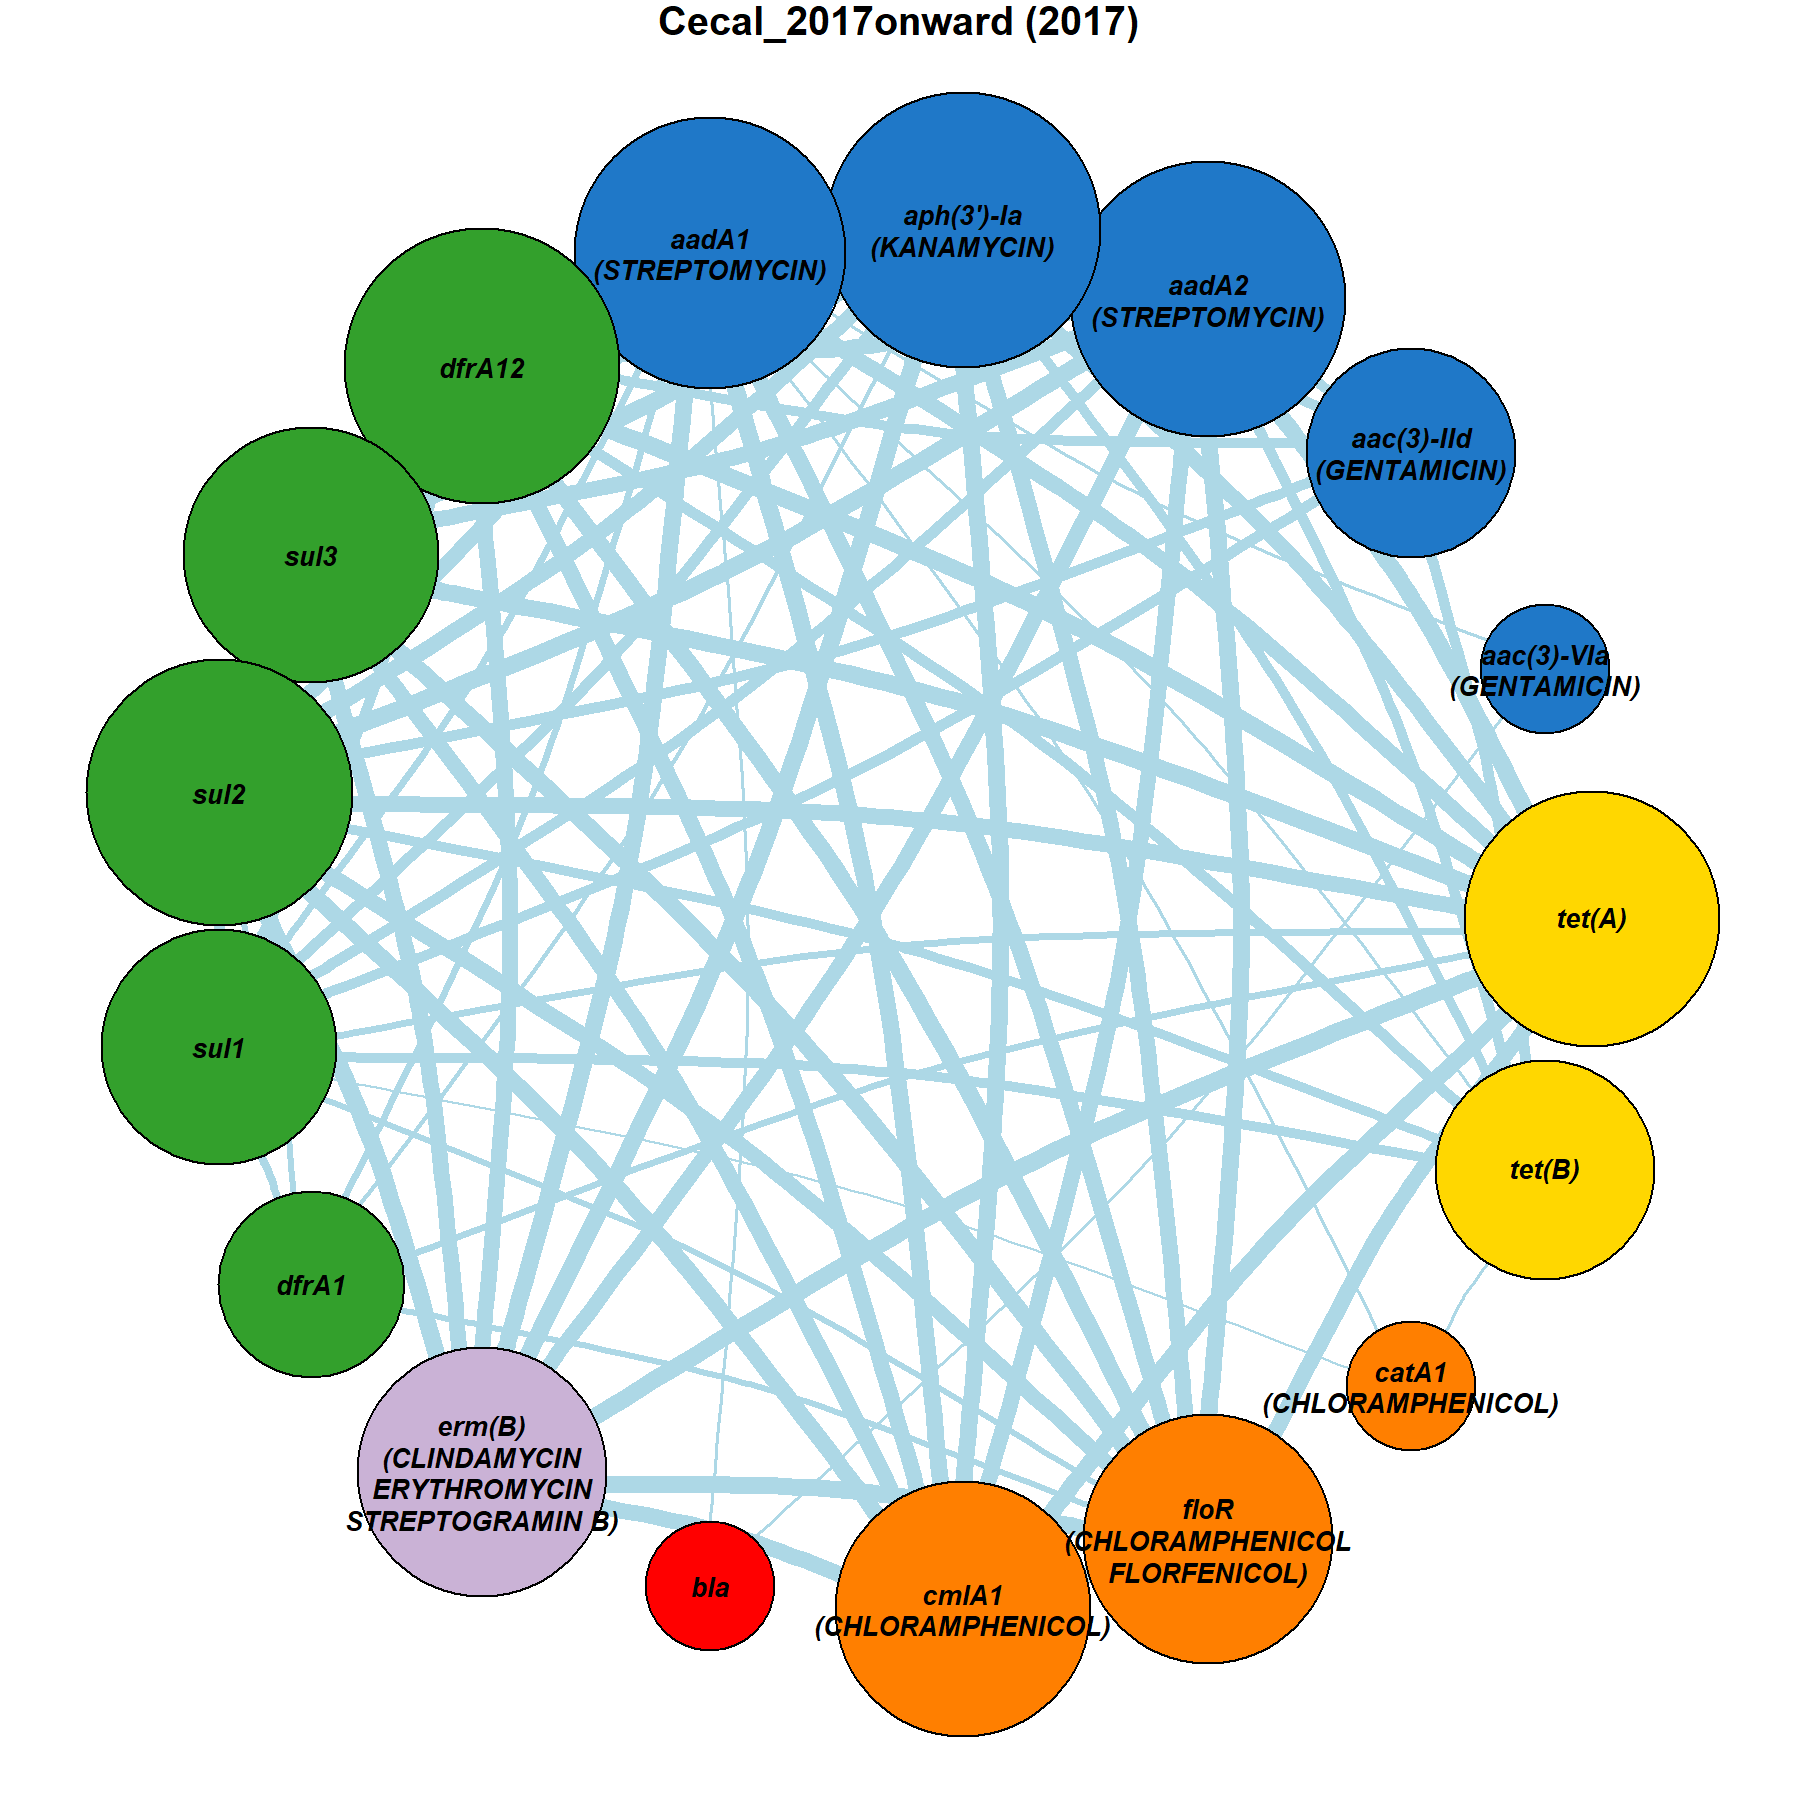 Cecal_2017onward (2017)
aph(3')-Ia
(KANAMYCIN)
aadA1
(STREPTOMYCIN)
aadA2
(STREPTOMYCIN)
dfrA12
aac(3)-IId
(GENTAMICIN)
sul3
aac(3)-VIa
(GENTAMICIN)
sul2
tet(A)
sul1
tet(B)
dfrA1
catA1
(CHLORAMPHENICOL)
erm(B)
(CLINDAMYCIN
ERYTHROMYCIN
STREPTOGRAMIN B)
floR
(CHLORAMPHENICOL
FLORFENICOL)
bla
cmlA1
(CHLORAMPHENICOL)